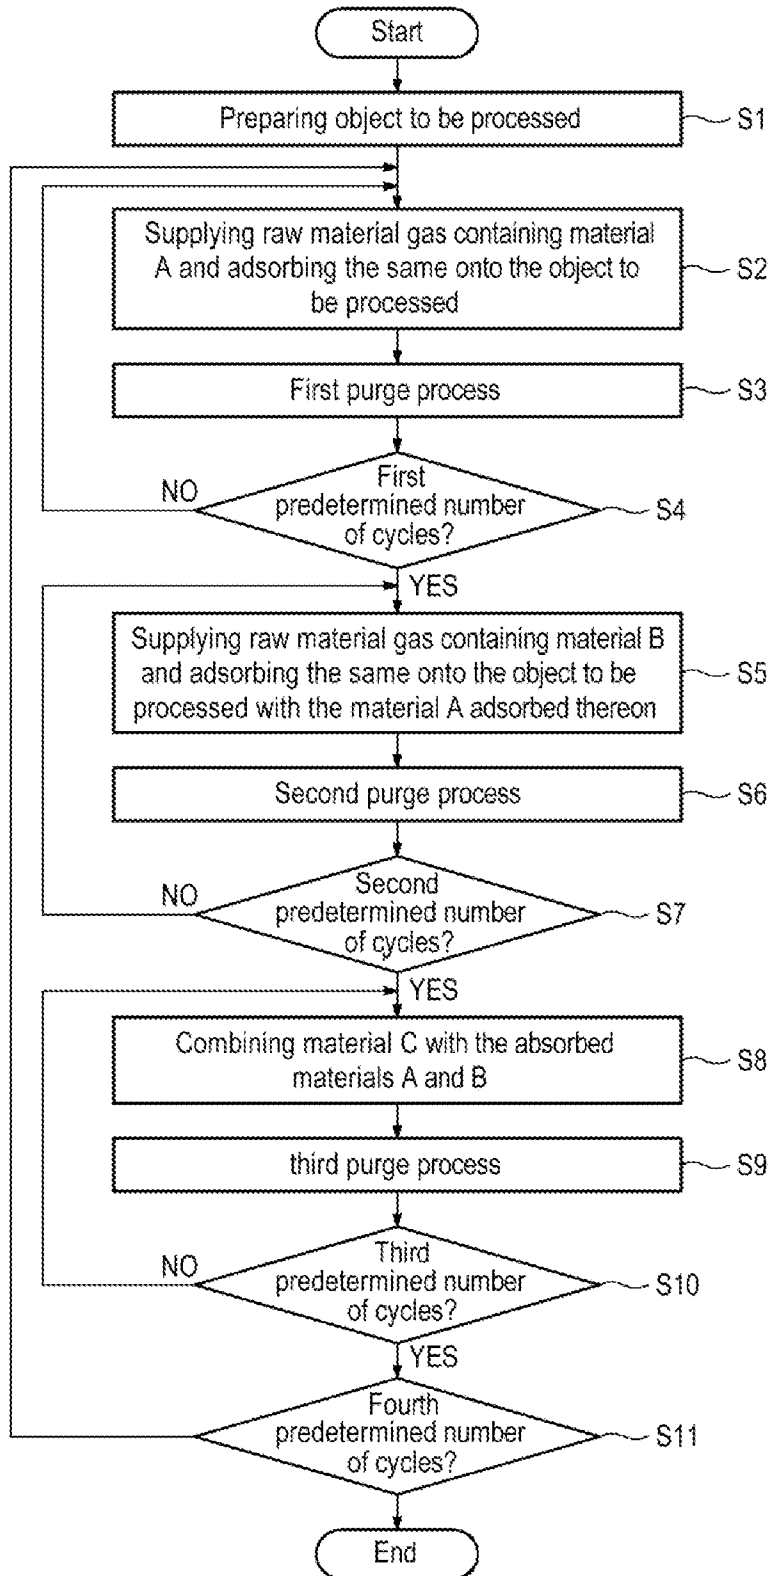 Start
Preparing object to be processed
S1
Supplying raw material gas containing material
A and adsorbing the same onto the object to
be processed
S2
First purge process
S3
First
predetermined number
of cycles?
NO
S4
YES
Supplying raw material gas containing material B
and adsorbing the same onto the object to be
processed with the material A adsorbed thereon
S5
Second purge process
S6
Second
predetermined number
of cycles?
NO
S7
YES
Combining material C with the absorbed
materials A and B
S8
third purge process
S9
Third
predetermined number
of cycles?
NO
S10
YES
Fourth
predetermined number
of cycles?
S11
End